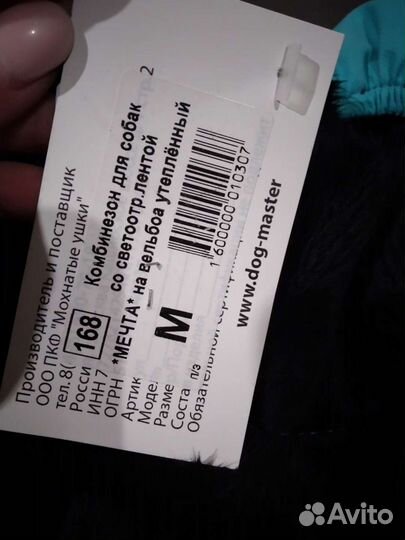 Производитель и поставщик
ООО ПКФ "Мохнатые ушки"
тел.8(
Росси
ИНН 7
ОГРН
Артик
Моде.
Разме
Соста п/э
Обязательной
168
Комбинезон для собак
со светоотр.лентой
*МЕЧТА* на вельбоа утеплённый
М
2
1600000010307
www.dog-master
Avito